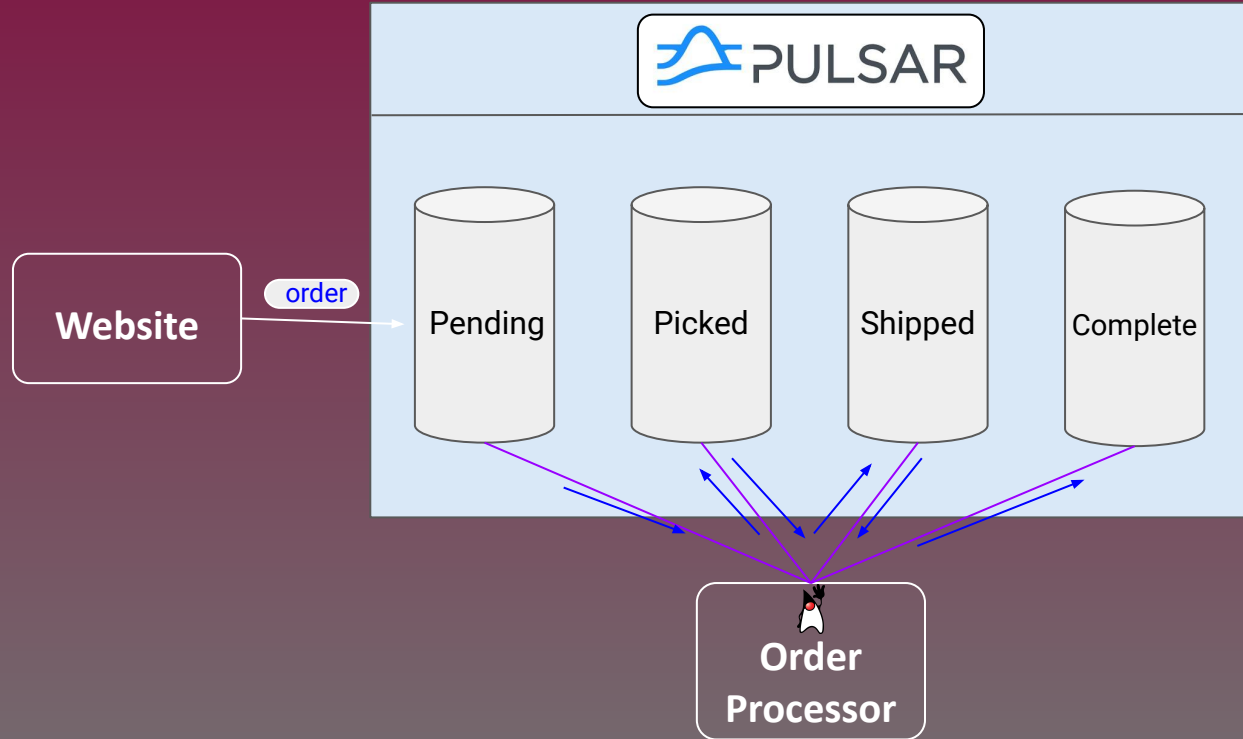 PULSAR
Website
order
Pending
Picked
Shipped
Complete
Order
Processor